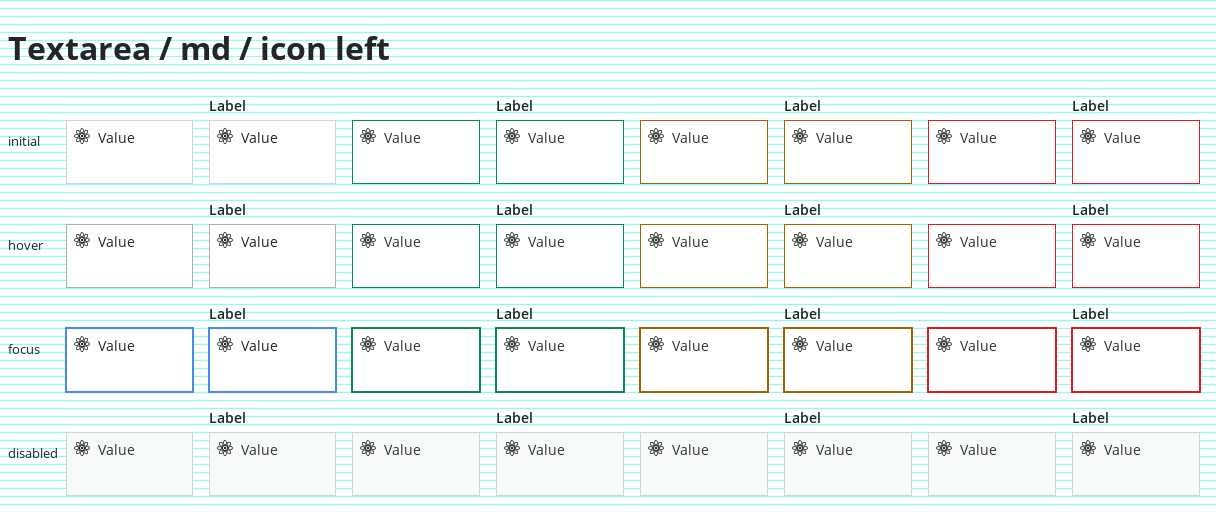 Textarea / md / icon left
Label Label Label Label
initial Value Value Value Value Value Value Value Value
Label Label Label Label
hover Value Value Value Value Value Value Value Value
Label Label Label Label
focus Value Value Value Value Value Value Value Value
Label Label Label Label
disabled Value Value Value Value Value Value Value Value